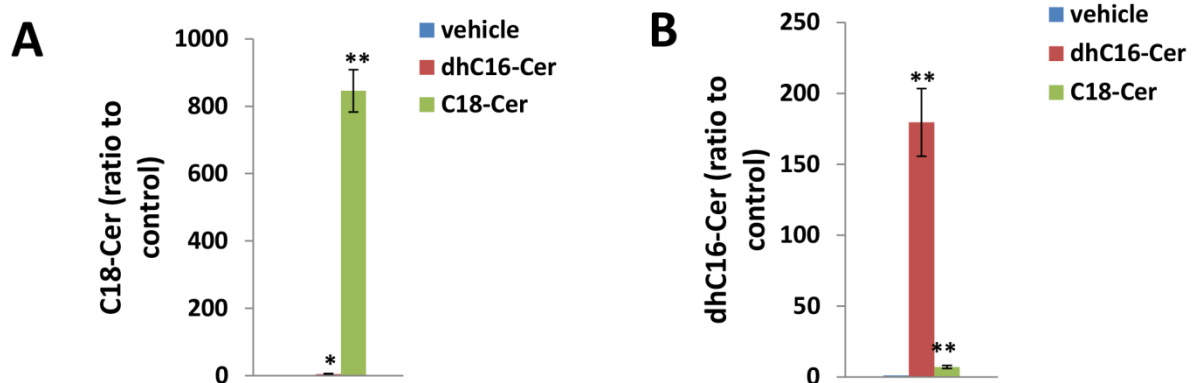 A
C18-Cer (ratio to
control)
1000
800
600
400
200
0
*
**
vehicle
dhC16-Cer
C18-Cer
B
dhC16-Cer (ratio to
control)
250
200
150
100
50
0
**
**
vehicle
dhC16-Cer
C18-Cer